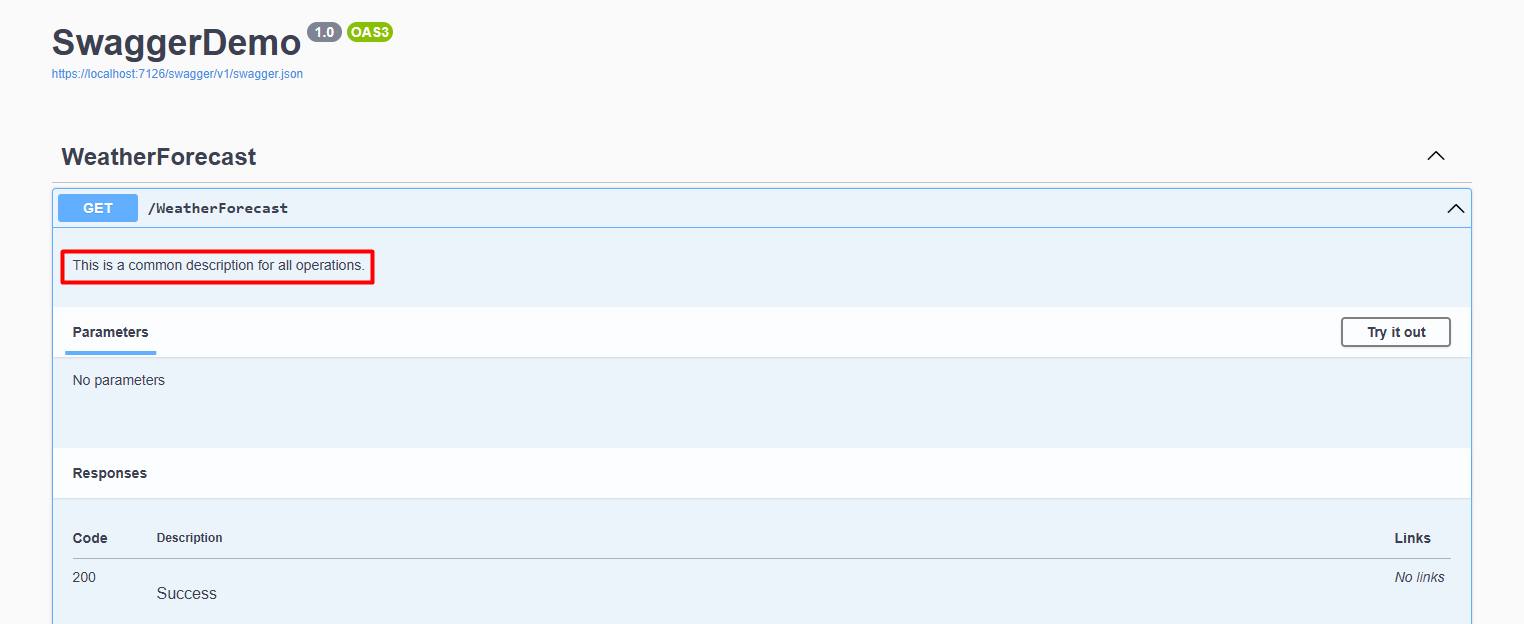 SwaggerDemo 1.0 OAS3
https://localhost:7126/swagger/v1/swagger.json
WeatherForecast
GET /WeatherForecast
This is a common description for all operations.
Parameters Try it out
No parameters
Responses
Code Description Links
200 No links
Success